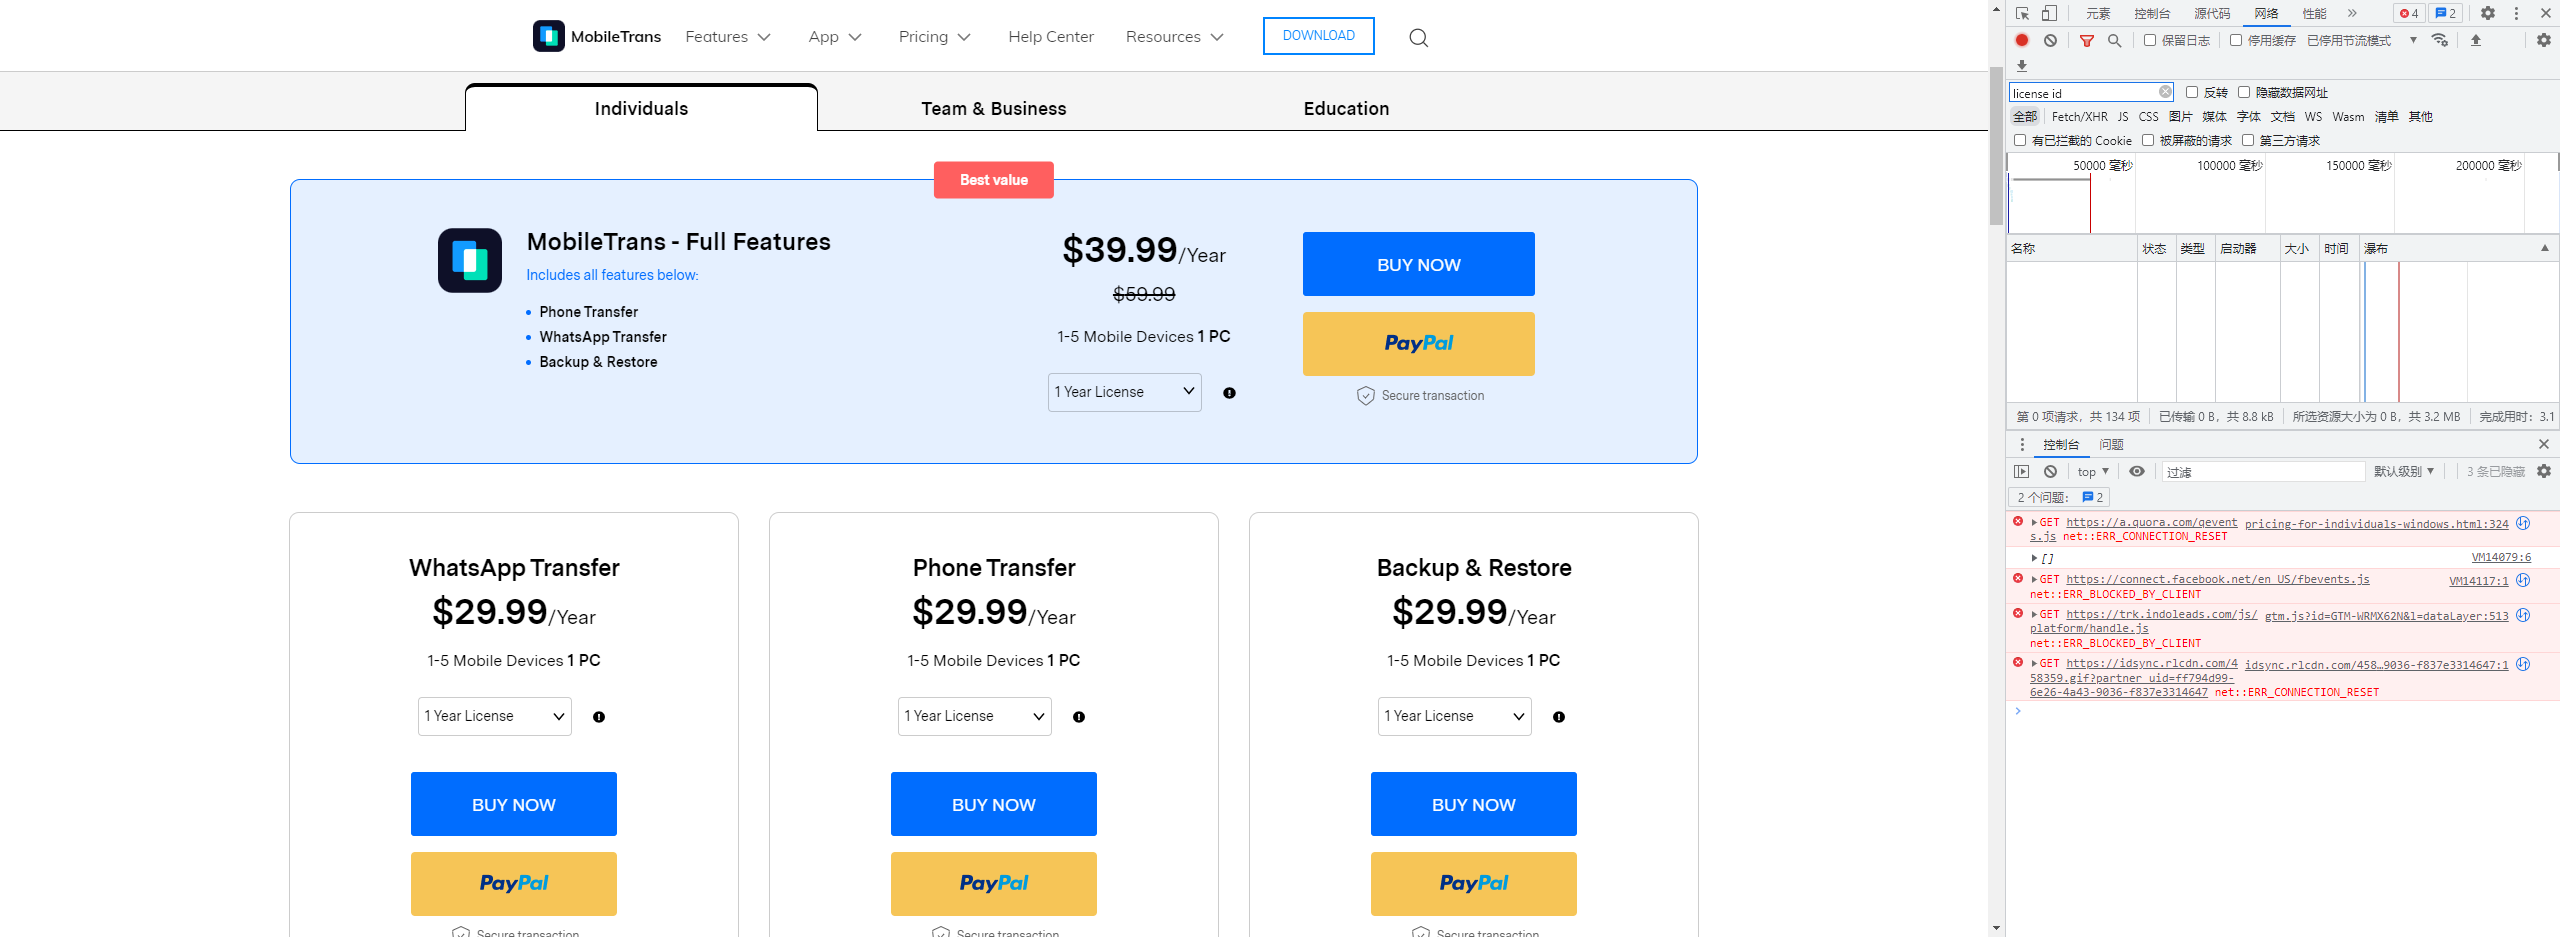 MobileTrans Features App Pricing Help Center Resources DOWNLOAD
Individuals Team & Business Education
Best value
MobileTrans - Full Features
Includes all features below:
Phone Transfer
WhatsApp Transfer
Backup & Restore
$39.99/Year
$59.99
1-5 Mobile Devices 1 PC
1 Year License
BUY NOW
PayPal
Secure transaction
WhatsApp Transfer
$29.99/Year
1-5 Mobile Devices 1 PC
1 Year License
BUY NOW
PayPal
Secure transaction
Phone Transfer
$29.99/Year
1-5 Mobile Devices 1 PC
1 Year License
BUY NOW
PayPal
Secure transaction
Backup & Restore
$29.99/Year
1-5 Mobile Devices 1 PC
1 Year License
BUY NOW
PayPal
Secure transaction
元素 控制台 源代码 网络 性能 » 4 2
保留日志 停用缓存 已停用节流模式
license id 反转 隐藏数据网址
全部 Fetch/XHR JS CSS 图片 媒体 字体 文档 WS Wasm 清单 其他
有已拦截的 Cookie 被屏蔽的请求 第三方请求
50000 毫秒 100000 毫秒 150000 毫秒 200000 毫秒
名称 状态 类型 启动器 大小 时间 瀑布
第 0 项请求，共 134 项 已传输 0 B，共 8.8 kB 所选资源大小为 0 B，共 3.2 MB 完成用时：3.1
控制台 问题
top 过滤 默认级别 3 条已隐藏
2 个问题： 2
GET https://a.quora.com/qevent pricing-for-individuals-windows.html:324
s.js net::ERR_CONNECTION_RESET
[] VM14079:6
GET https://connect.facebook.net/en_US/fbevents.js VM14117:1
net::ERR_BLOCKED_BY_CLIENT
GET https://trk.indoleads.com/js/ gtm.js?id=GTM-WRMX62N&l=dataLayer:513
platform/handle.js
net::ERR_BLOCKED_BY_CLIENT
GET https://idsync.rlcdn.com/4 idsync.rlcdn.com/458…9036-f837e3314647:1
58359.gif?partner_uid=ff794d99-
6e26-4a43-9036-f837e3314647 net::ERR_CONNECTION_RESET